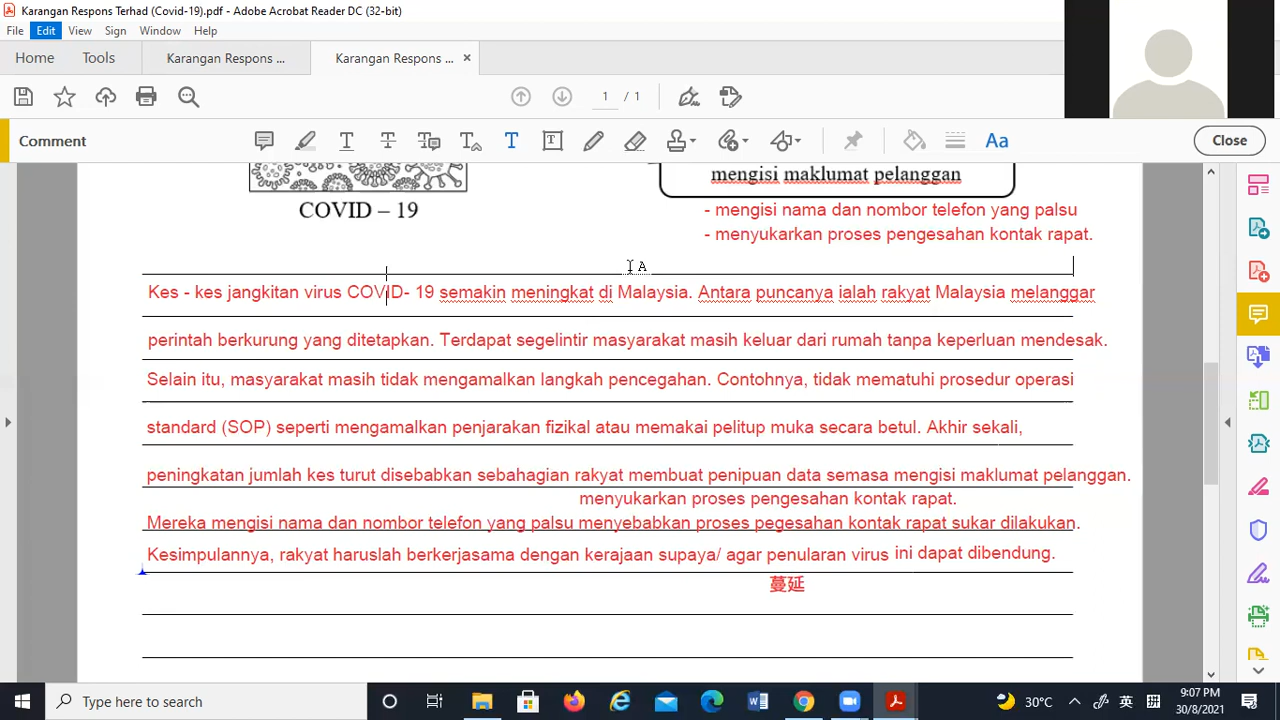 Karangan Respons Terhad (Covid-19).pdf - Adobe Acrobat Reader DC (32-bit)
File Edit View Sign Window Help
Home Tools Karangan Respons ... Karangan Respons ... ×
1 / 1
Comment
T T T T Aa Close
mengisi maklumat pelanggan
COVID – 19
- mengisi nama dan nombor telefon yang palsu
- menyukarkan proses pengesahan kontak rapat.
A
Kes - kes jangkitan virus COVID- 19 semakin meningkat di Malaysia. Antara puncanya ialah rakyat Malaysia melanggar
perintah berkurung yang ditetapkan. Terdapat segelintir masyarakat masih keluar dari rumah tanpa keperluan mendesak.
Selain itu, masyarakat masih tidak mengamalkan langkah pencegahan. Contohnya, tidak mematuhi prosedur operasi
standard (SOP) seperti mengamalkan penjarakan fizikal atau memakai pelitup muka secara betul. Akhir sekali,
peningkatan jumlah kes turut disebabkan sebahagian rakyat membuat penipuan data semasa mengisi maklumat pelanggan.
menyukarkan proses pengesahan kontak rapat.
Mereka mengisi nama dan nombor telefon yang palsu menyebabkan proses pegesahan kontak rapat sukar dilakukan.
Kesimpulannya, rakyat haruslah berkerjasama dengan kerajaan supaya/ agar penularan virus ini dapat dibendung.
蔓延
Type here to search
30°C 英 拼 9:07 PM
30/8/2021